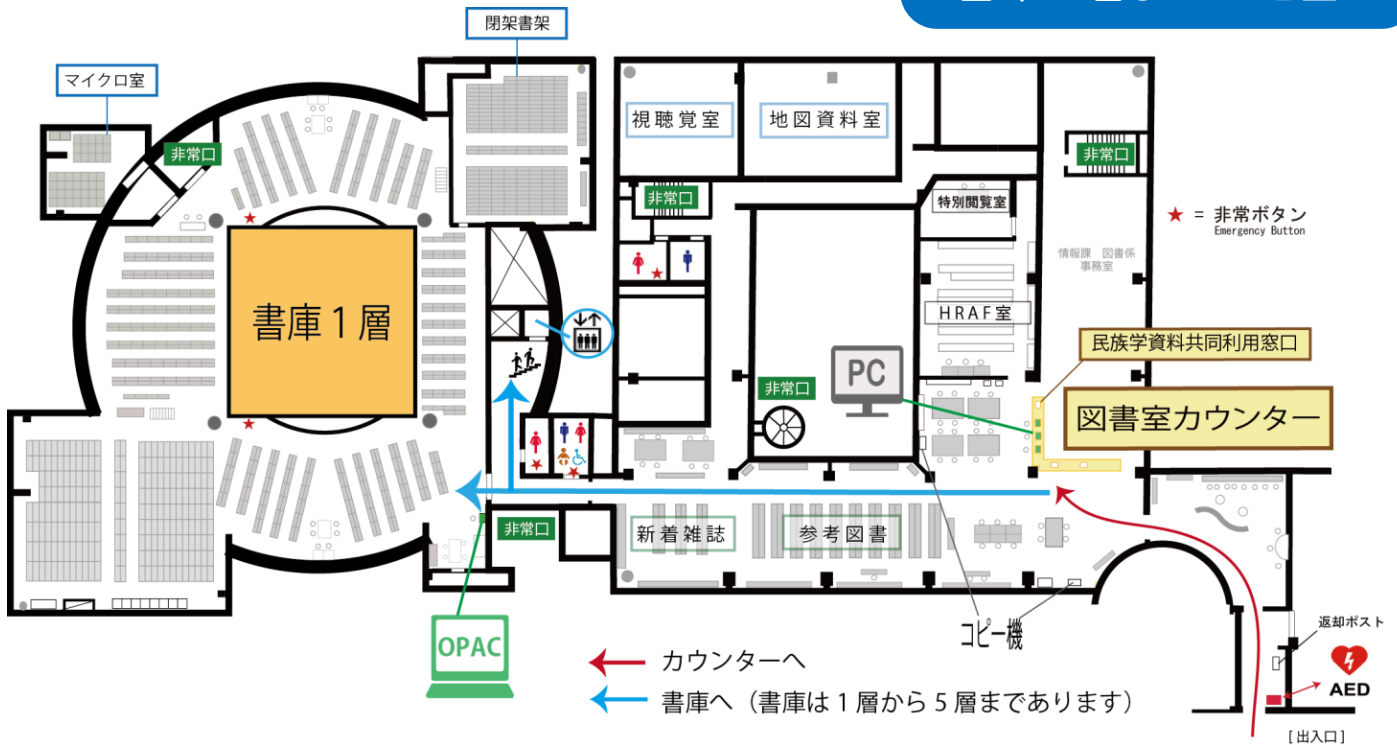 閉架書架
マイクロ室
非常口
視聴覚室
地図資料室
非常口
非常口
特別閲覧室
★ = 非常ボタン
Emergency Button
情報課 図書係
事務室
書庫1層
HRAF室
民族学資料共同利用窓口
PC
非常口
図書室カウンター
非常口
新着雑誌
参考図書
コピー機
OPAC
返却ポスト
カウンターへ
AED
書庫へ(書庫は1層から5層まであります)
[出入口]